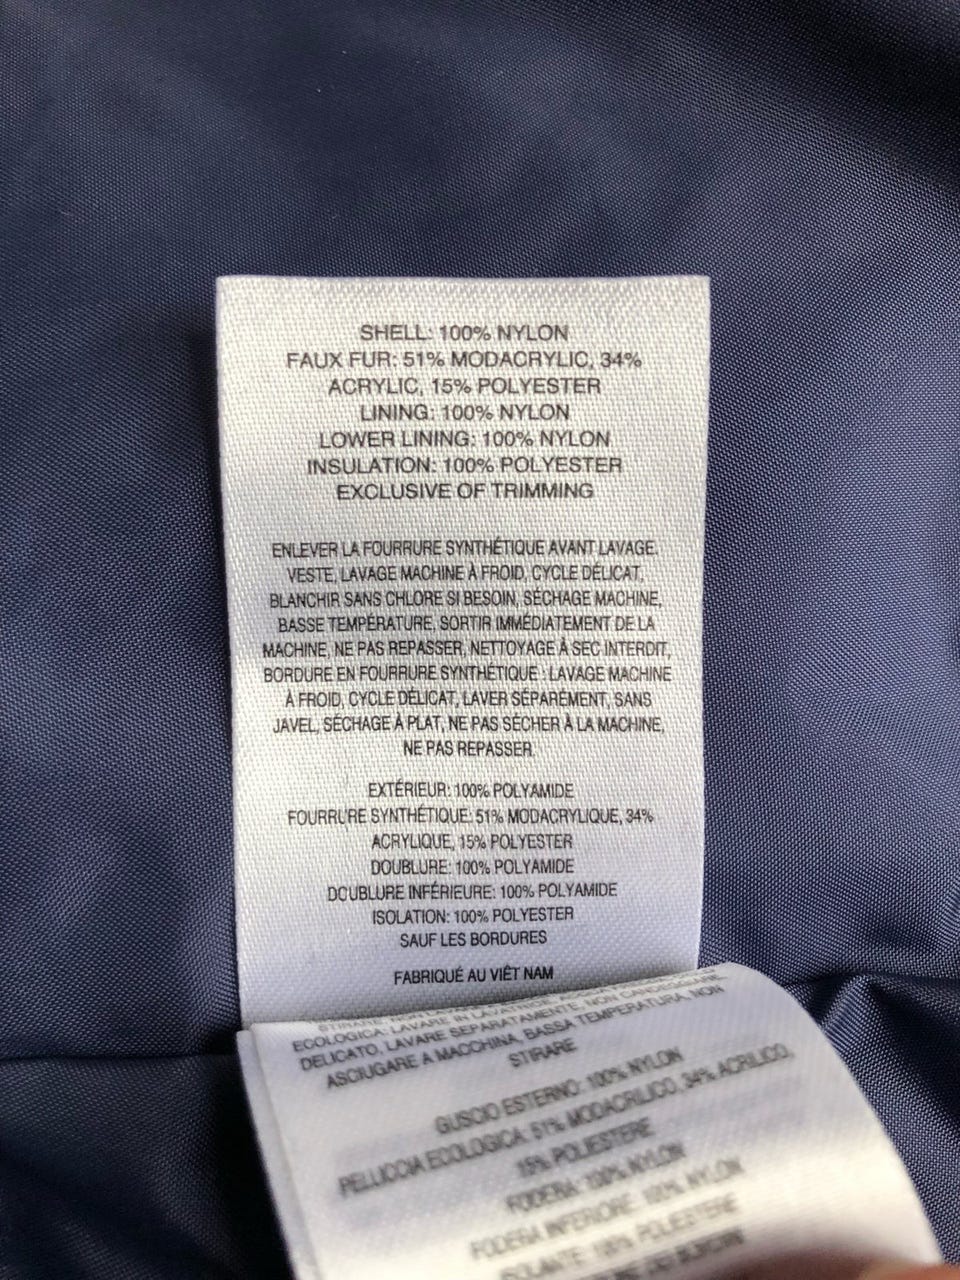 SHELL: 100% NYLON
FAUX FUR: 51% MODACRYLIC, 34%
ACRYLIC, 15% POLYESTER
LINING: 100% NYLON
LOWER LINING: 100% NYLON
INSULATION: 100% POLYESTER
EXCLUSIVE OF TRIMMING
ENLEVER LA FOURRURE SYNTHÉTIQUE AVANT LAVAGE.
VESTE, LAVAGE MACHINE À FROID, CYCLE DÉLICAT,
BLANCHIR SANS CHLORE SI BESOIN, SÉCHAGE MACHINE,
BASSE TEMPÉRATURE, SORTIR IMMÉDIATEMENT DE LA
MACHINE, NE PAS REPASSER, NETTOYAGE À SEC INTERDIT,
BORDURE EN FOURRURE SYNTHÉTIQUE : LAVAGE MACHINE
À FROID, CYCLE DÉLICAT, LAVER SÉPARÉMENT, SANS
JAVEL, SÉCHAGE À PLAT, NE PAS SÉCHER À LA MACHINE,
NE PAS REPASSER.
EXTÉRIEUR: 100% POLYAMIDE
FOURRURE SYNTHÉTIQUE: 51% MODACRYLIQUE, 34%
ACRYLIQUE, 15% POLYESTER
DOUBLURE: 100% POLYAMIDE
DOUBLURE INFÉRIEURE: 100% POLYAMIDE
ISOLATION: 100% POLYESTER
SAUF LES BORDURES
FABRIQUÉ AU VIÊT NAM
ECOLOGICA: LAVARE IN
DELICATO, LAVARE SEPARATAMENTE, NON CANDEGGIARE,
ASCIUGARE A MACCHINA, BASSA TEMPERATURA, NON
STIRARE
GUSCIO ESTERNO: 100% NYLON
PELLICCIA ECOLOGICA: 51% MODACRILICO, 34% ACRILICO,
15% POLIESTERE
FODERA: 100% NYLON
FODERA INFERIORE: 100% NYLON
ISOLANTE: 100% POLIESTERE